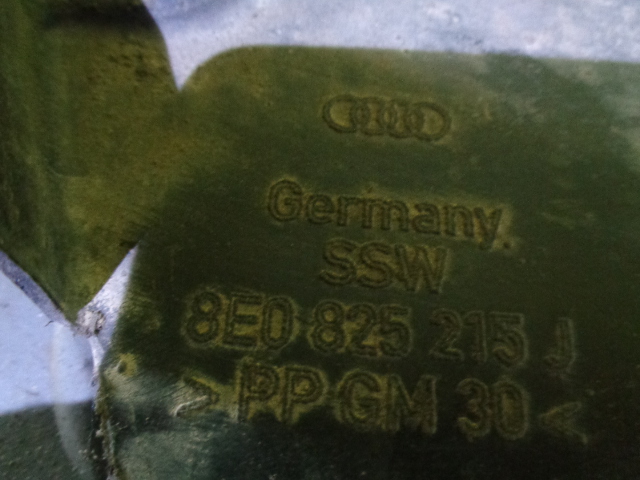 Germany
SSW
8E0 825 215 J
> PP GM 30 <